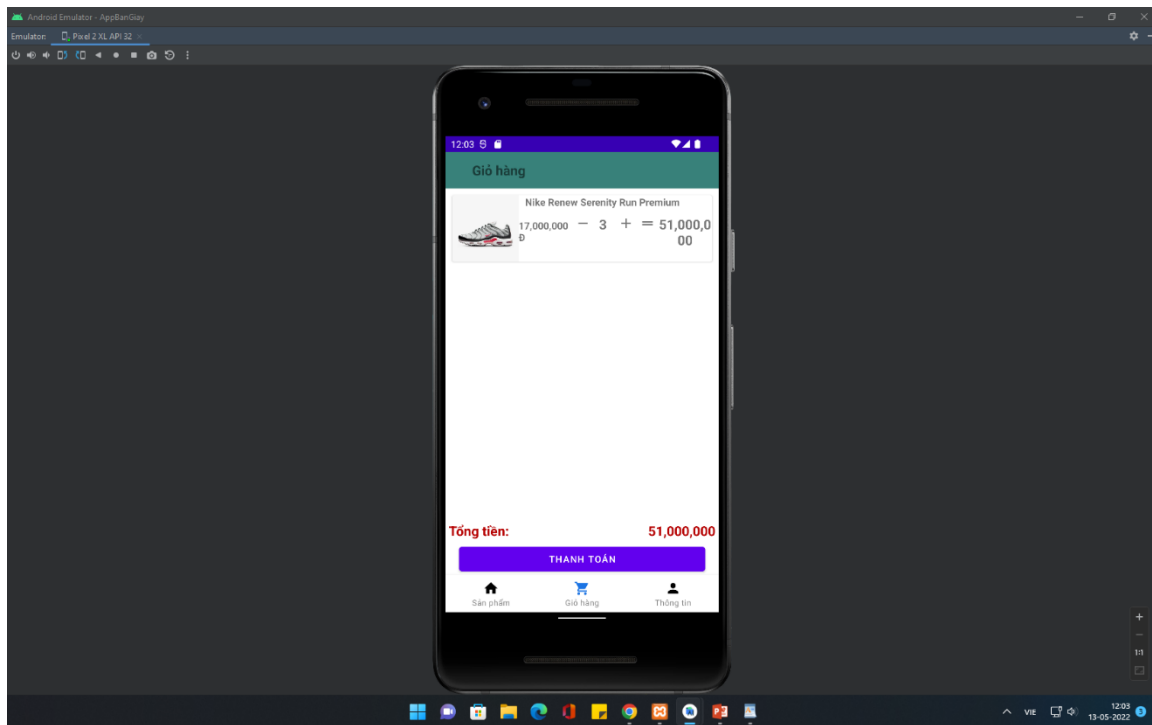 Android Emulator - AppBanGiay
Emulator: Pixel 2 XL API 32
12:03
Giỏ hàng
Nike Renew Serenity Run Premium
17,000,000 − 3 + = 51,000,0
Đ 00
Tổng tiền: 51,000,000
THANH TOÁN
Sản phẩm Giỏ hàng Thông tin
1:1
VIE 12:03
13-05-2022